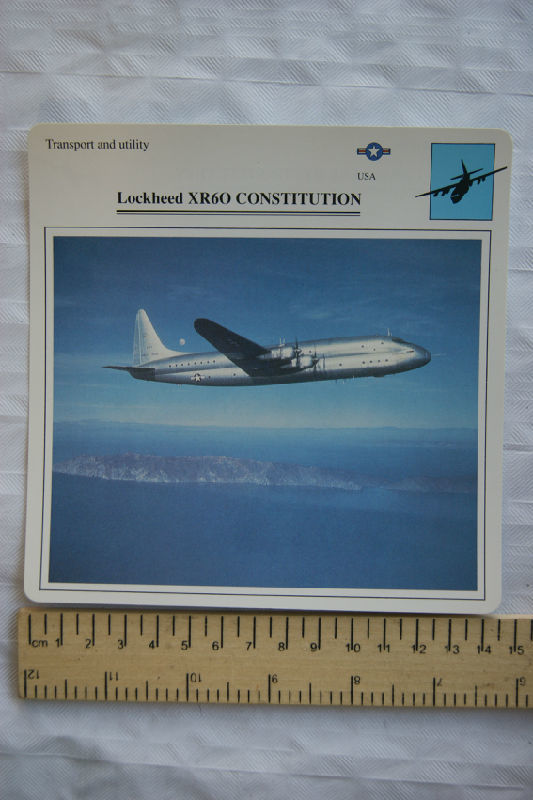 Transport and utility
USA
Lockheed XR6O CONSTITUTION
cm 1 2 3 4 5 6 7 8 9 10 11 12 13 14 15
12 11 10 9 8 7 6